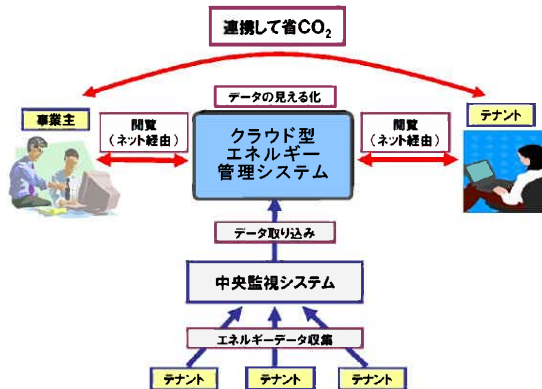 連携して省CO₂
データの見える化
事業主
テナント
閲覧
（ネット経由）
クラウド型
エネルギー
管理システム
閲覧
（ネット経由）
データ取り込み
中央監視システム
エネルギーデータ収集
テナント
テナント
テナント